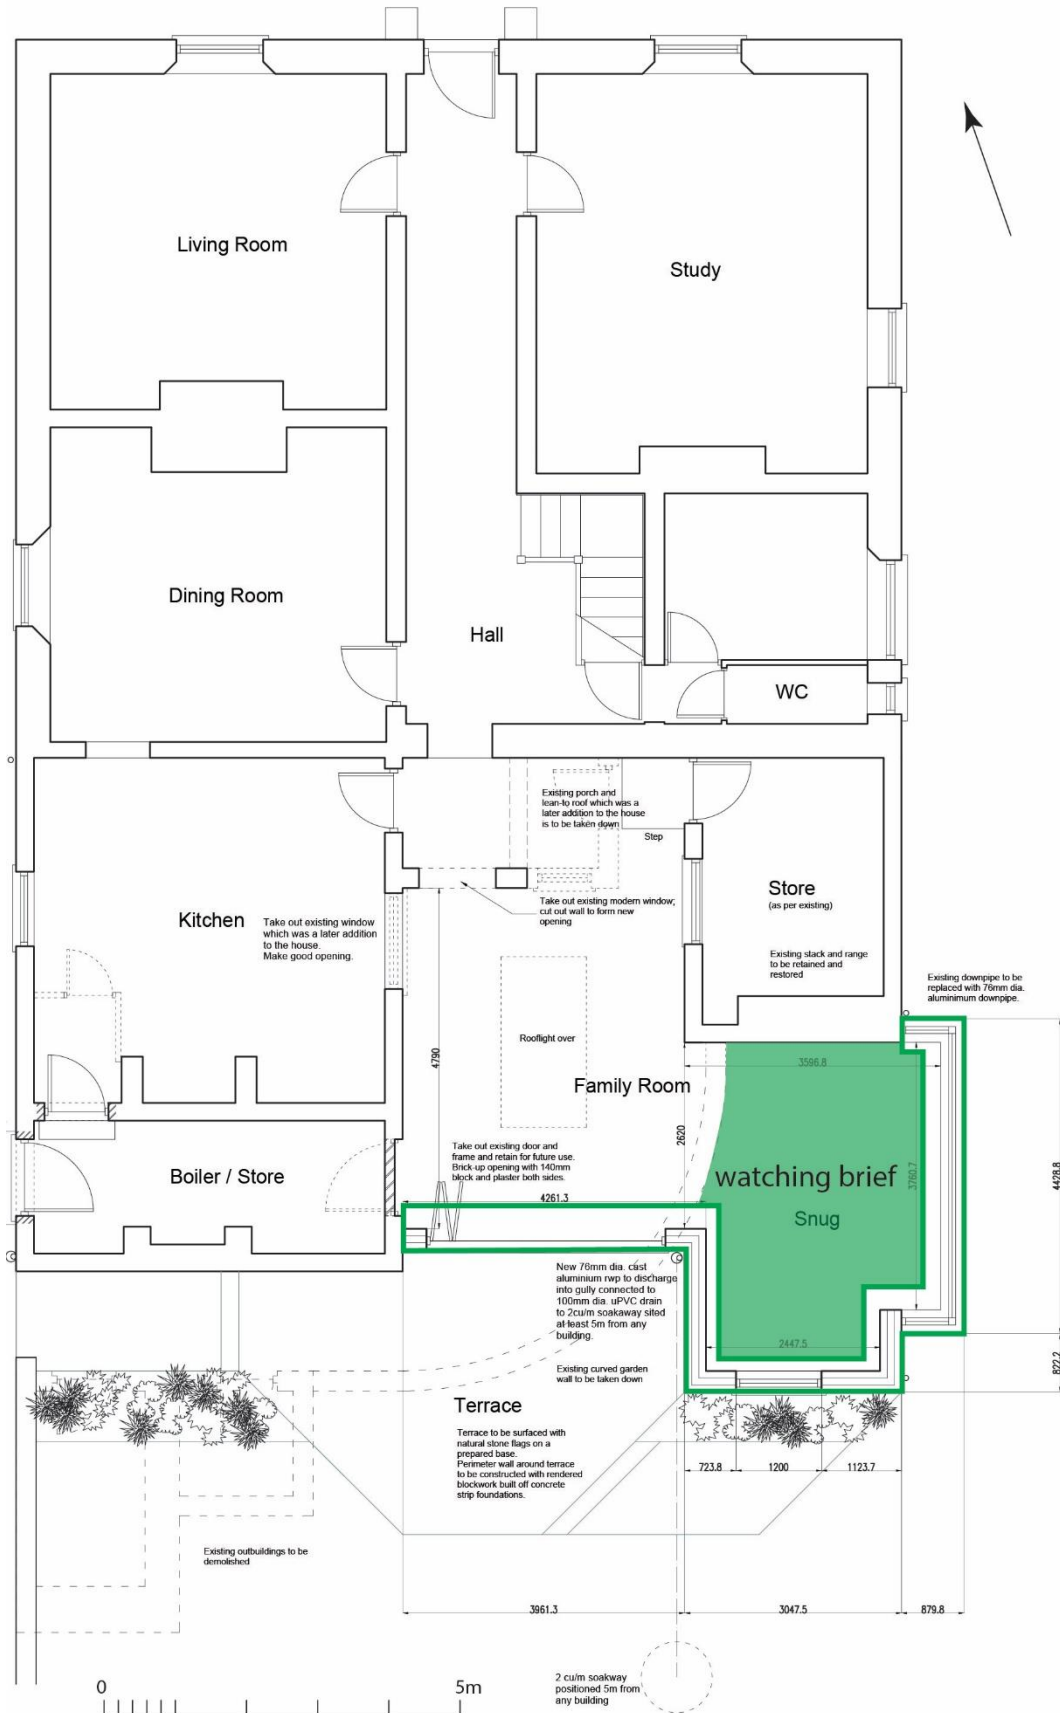 Living Room
Study
Dining Room
Hall
WC
Existing porch and
lean-to roof which was a
later addition to the house
is to be taken down
Step
Kitchen
Take out existing window
which was a later addition
to the house.
Make good opening.
Take out existing modern window;
cut out wall to form new
opening
Store
(as per existing)
Existing stack and range
to be retained and
restored
Existing downpipe to be
replaced with 76mm dia.
aluminimum downpipe.
4790
Rooflight over
Family Room
3596.8
2620
3760.7
4428.8
Boiler / Store
Take out existing door and
frame and retain for future use.
Brick-up opening with 140mm
block and plaster both sides.
4261.3
watching brief
Snug
New 76mm dia. cast
aluminium rwp to discharge
into gully connected to
100mm dia. uPVC drain
to 2cu/m soakaway sited
at least 5m from any
building.
2447.5
822.2
Existing curved garden
wall to be taken down
Terrace
Terrace to be surfaced with
natural stone flags on a
prepared base.
Perimeter wall around terrace
to be constructed with rendered
blockwork built off concrete
strip foundations.
723.8
1200
1123.7
Existing outbuildings to be
demolished
3961.3
3047.5
879.8
2 cu/m soakway
positioned 5m from
any building
0
5m